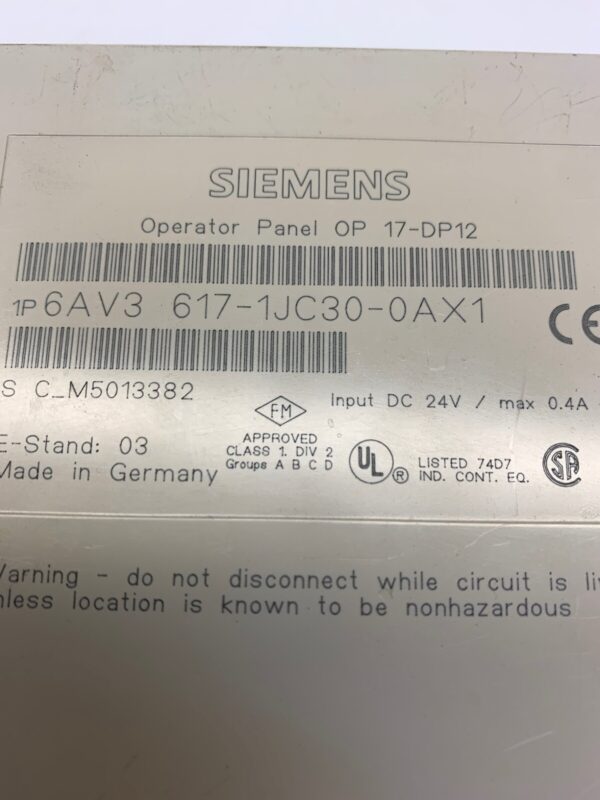 SIEMENS
Operator Panel OP 17-DP12
1P 6AV3 617-1JC30-0AX1
CE
S C_M5013382
FM
Input DC 24V / max 0.4A
APPROVED
CLASS 1. DIV 2
Groups A B C D
E-Stand: 03
Made in Germany
UL ®
LISTED 74D7
IND. CONT. EQ.
SA
Warning - do not disconnect while circuit is li
nless location is known to be nonhazardous